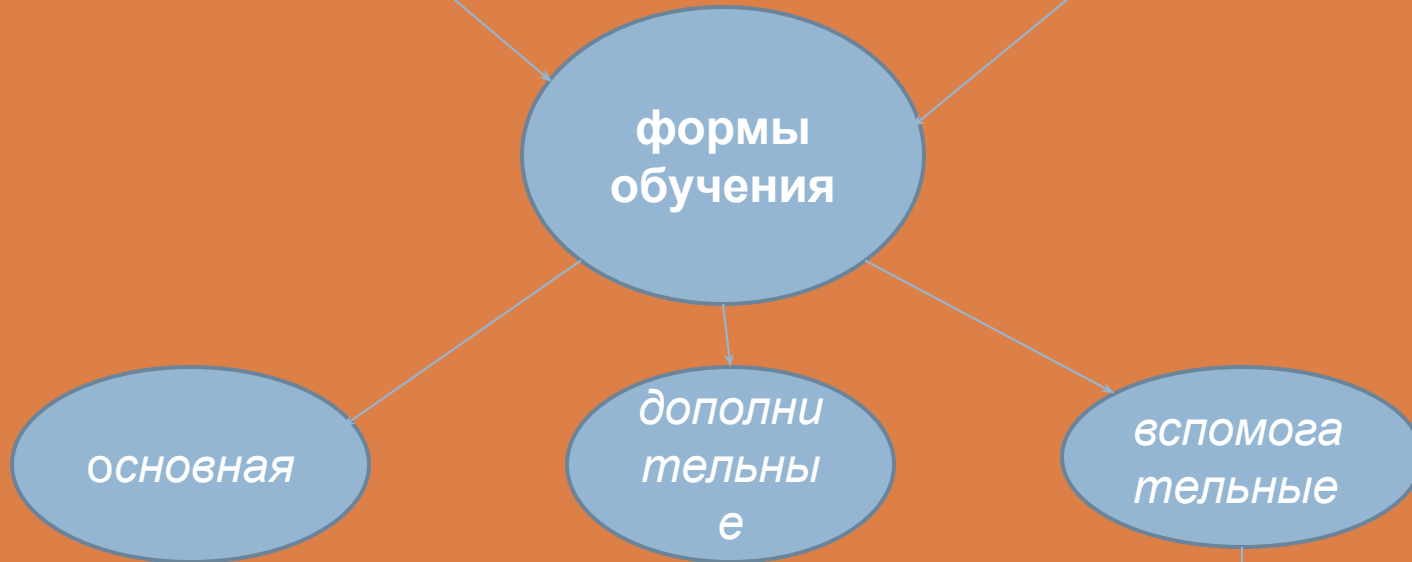 формы
обучения
основная
дополни
тельны
е
вспомога
тельные